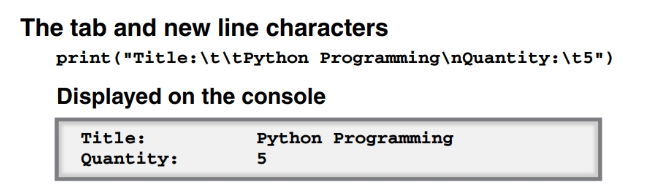 The tab and new line characters
print("Title:\t\tPython Programming\nQuantity:\t5")
Displayed on the console
Title:          Python Programming
Quantity:       5